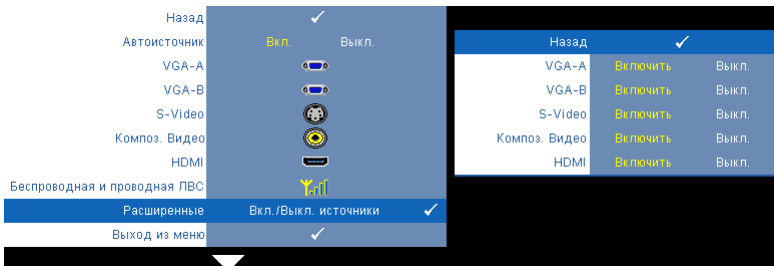 Назад
Автоисточник Вкл. Выкл.
VGA-A
VGA-B
S-Video
Композ. Видео
HDMI
Беспроводная и проводная ЛВС
Расширенные Вкл./Выкл. источники
Выход из меню
Назад
VGA-A Включить Выкл.
VGA-B Включить Выкл.
S-Video Включить Выкл.
Композ. Видео Включить Выкл.
HDMI Включить Выкл.